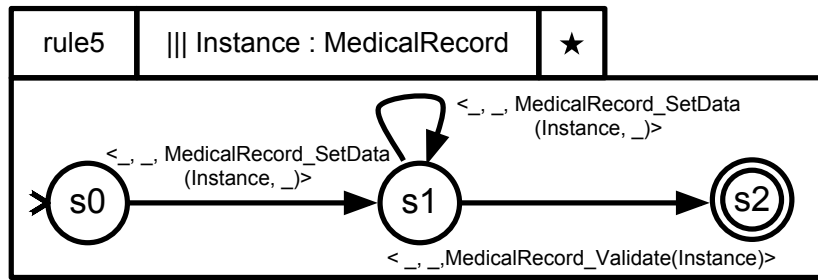 rule5
||| Instance : MedicalRecord
★
<_, _, MedicalRecord_SetData
(Instance, _)>
<_, _, MedicalRecord_SetData
(Instance, _)>
s0
s1
s2
< _, _,MedicalRecord_Validate(Instance)>